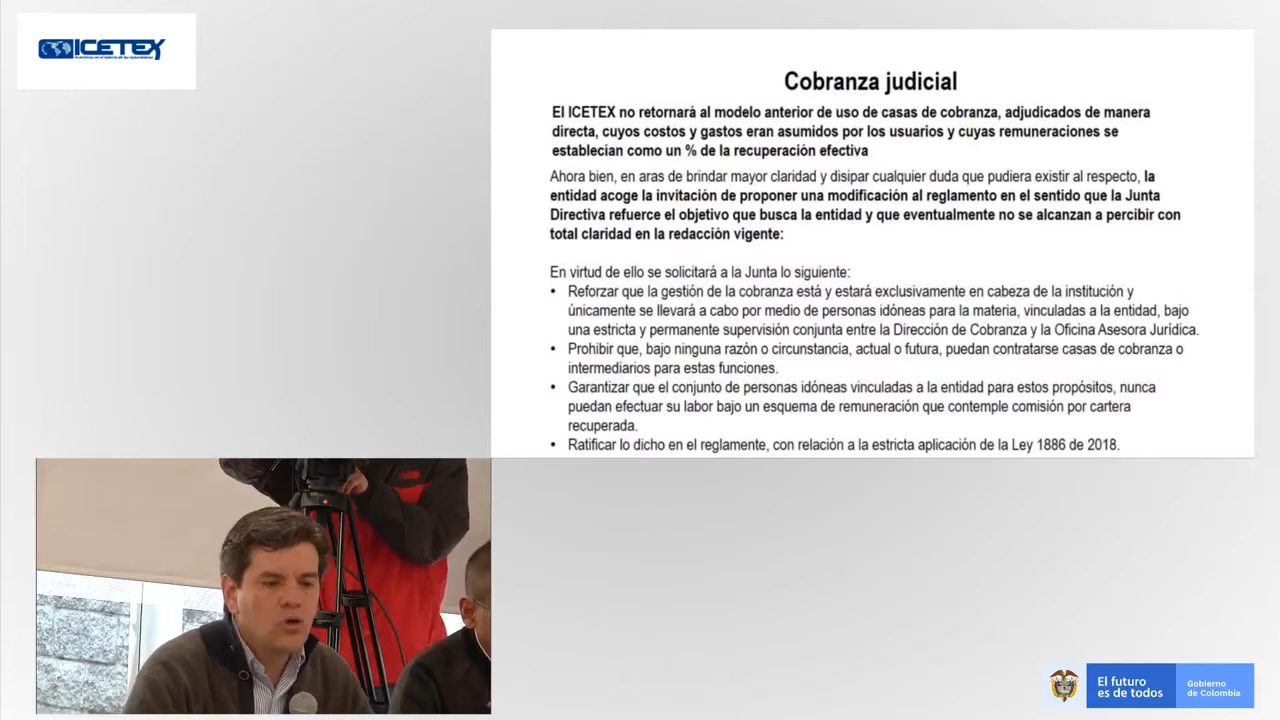 ICETEX
Cobranza judicial
El ICETEX no retornará al modelo anterior de uso de casas de cobranza, adjudicados de manera
directa, cuyos costos y gastos eran asumidos por los usuarios y cuyas remuneraciones se
establecían como un % de la recuperación efectiva
Ahora bien, en aras de brindar mayor claridad y disipar cualquier duda que pudiera existir al respecto, la
entidad acoge la invitación de proponer una modificación al reglamento en el sentido que la Junta
Directiva refuerce el objetivo que busca la entidad y que eventualmente no se alcanzan a percibir con
total claridad en la redacción vigente:
En virtud de ello se solicitará a la Junta lo siguiente:
• Reforzar que la gestión de la cobranza está y estará exclusivamente en cabeza de la institución y
únicamente se llevará a cabo por medio de personas idóneas para la materia, vinculadas a la entidad, bajo
una estricta y permanente supervisión conjunta entre la Dirección de Cobranza y la Oficina Asesora Jurídica.
• Prohibir que, bajo ninguna razón o circunstancia, actual o futura, puedan contratarse casas de cobranza o
intermediarios para estas funciones.
• Garantizar que el conjunto de personas idóneas vinculadas a la entidad para estos propósitos, nunca
puedan efectuar su labor bajo un esquema de remuneración que contemple comisión por cartera
recuperada.
• Ratificar lo dicho en el reglamente, con relación a la estricta aplicación de la Ley 1886 de 2018.
El futuro
es de todos
Gobierno
de Colombia